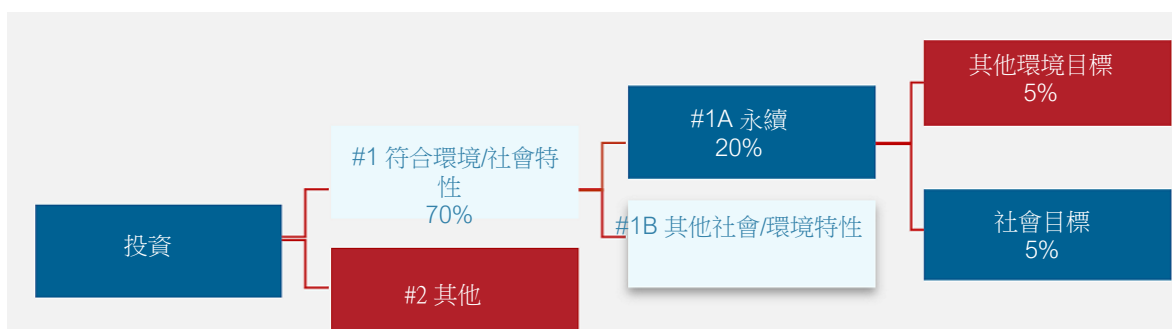 投資
#1 符合環境/社會特
性
70%
#2 其他
#1A 永續
20%
#1B 其他社會/環境特性
其他環境目標
5%
社會目標
5%